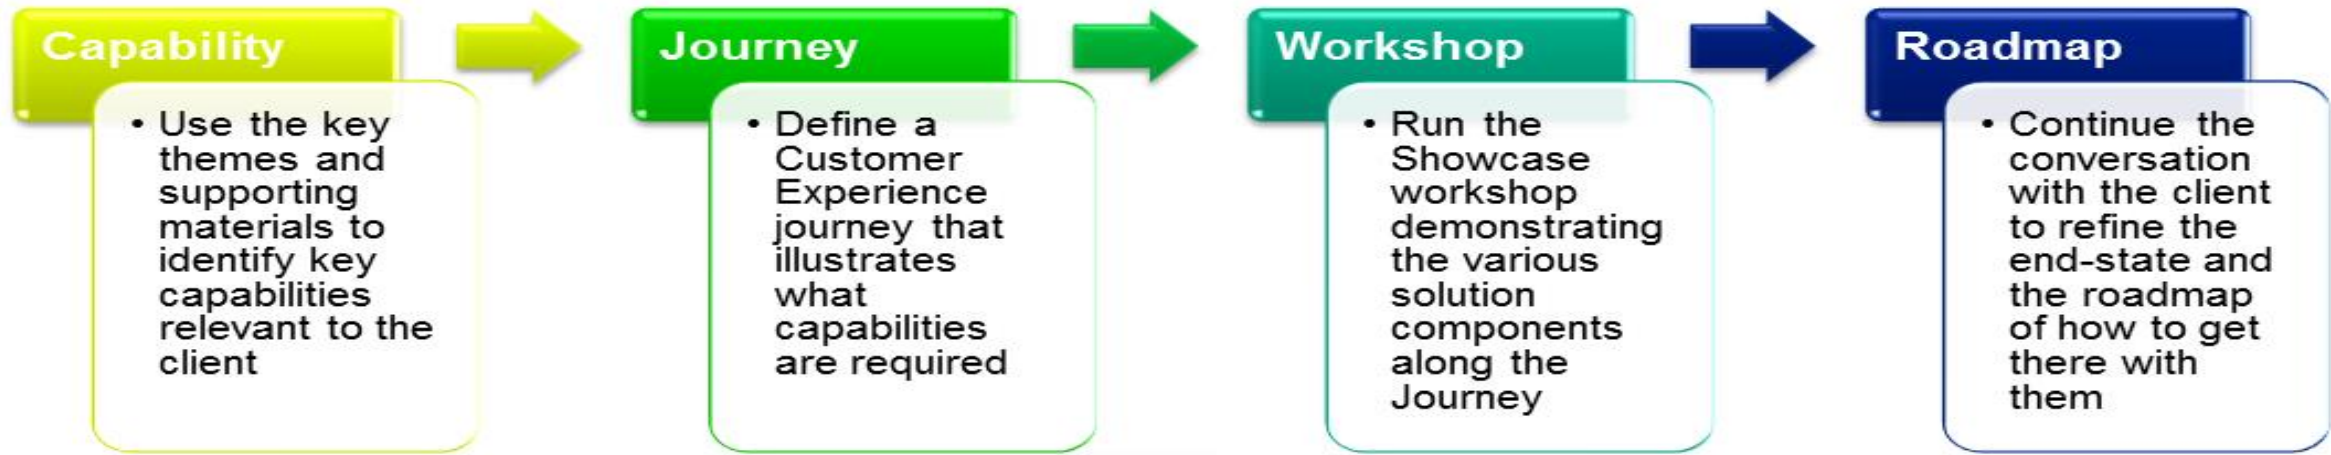 Capability
• Use the key
themes and
supporting
materials to
identify key
capabilities
relevant to the
client
Journey
• Define a
Customer
Experience
journey that
illustrates
what
capabilities
are required
Workshop
• Run the
Showcase
workshop
demonstrating
the various
solution
components
along the
Journey
Roadmap
• Continue the
conversation
with the client
to refine the
end-state and
the roadmap
of how to get
there with
them